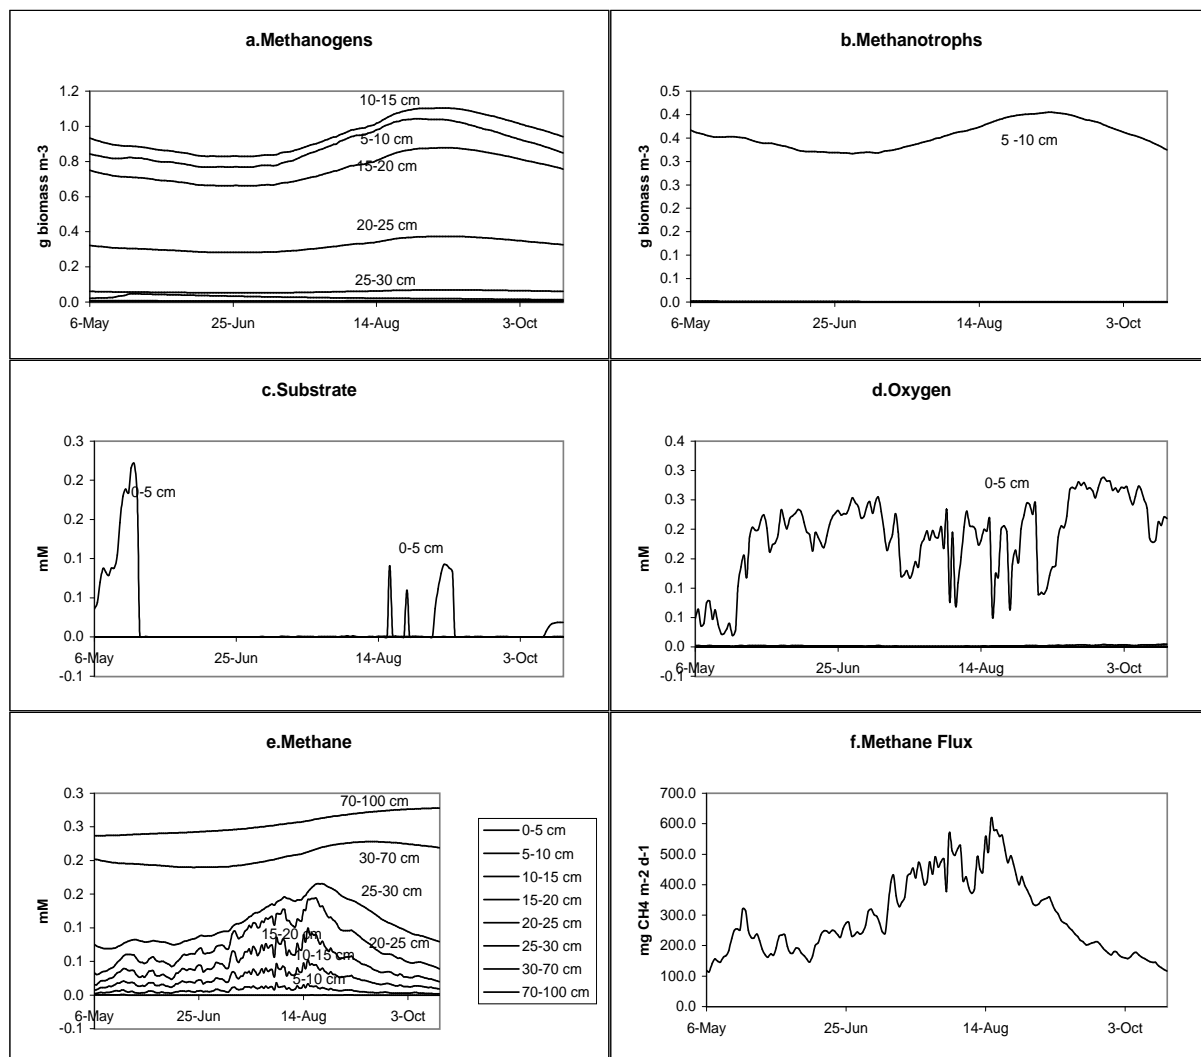 a.Methanogens
g biomass m-3
1.2
1.0
0.8
0.6
0.4
0.2
0.0
10-15 cm
5-10 cm
15-20 cm
20-25 cm
25-30 cm
6-May 25-Jun 14-Aug 3-Oct
b.Methanotrophs
g biomass m-3
0.5
0.4
0.4
0.3
0.3
0.2
0.2
0.1
0.1
0.0
5 -10 cm
6-May 25-Jun 14-Aug 3-Oct
c.Substrate
mM
0.3
0.2
0.2
0.1
0.1
0.0
-0.1
0-5 cm
0-5 cm
6-May 25-Jun 14-Aug 3-Oct
d.Oxygen
mM
0.4
0.3
0.3
0.2
0.2
0.1
0.1
0.0
-0.1
0-5 cm
6-May 25-Jun 14-Aug 3-Oct
e.Methane
mM
0.3
0.3
0.2
0.2
0.1
0.1
0.0
-0.1
70-100 cm
30-70 cm
25-30 cm
15-20 cm
20-25 cm
10-15 cm
5-10 cm
6-May 25-Jun 14-Aug 3-Oct
0-5 cm
5-10 cm
10-15 cm
15-20 cm
20-25 cm
25-30 cm
30-70 cm
70-100 cm
f.Methane Flux
mg CH4 m-2 d-1
700.0
600.0
500.0
400.0
300.0
200.0
100.0
0.0
6-May 25-Jun 14-Aug 3-Oct